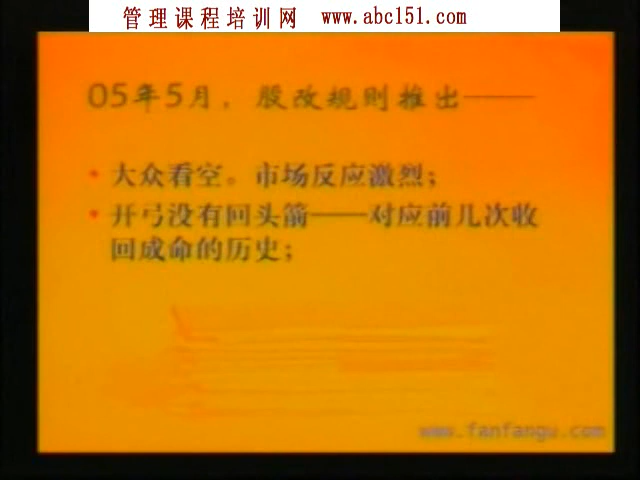 管理课程培训网 www.abc151.com
05年5月，股改规则推出——
• 大众看空。市场反应激烈；
• 开弓没有回头箭——对应前几次收
回成命的历史；
www.fanfangu.com